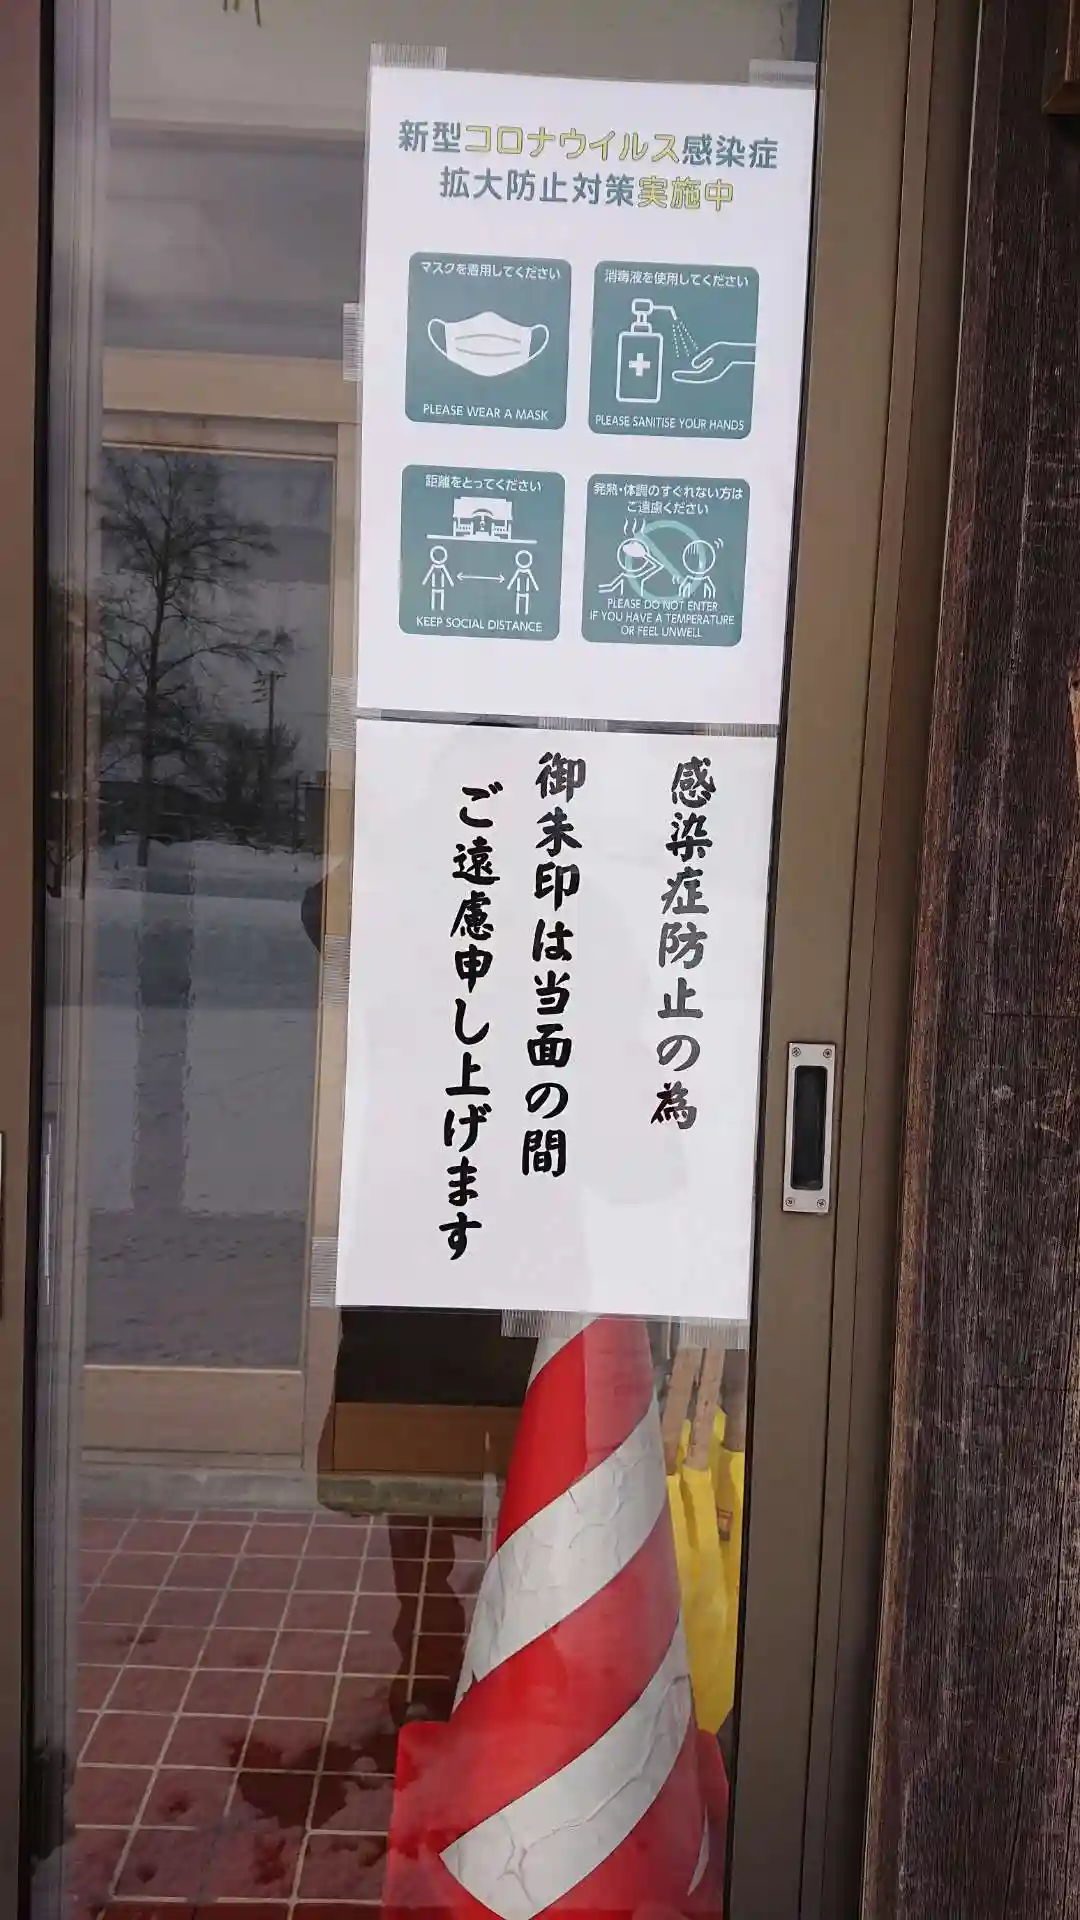 新型コロナウイルス感染症
拡大防止対策実施中
マスクを着用してください
PLEASE WEAR A MASK
消毒液を使用してください
PLEASE SANITISE YOUR HANDS
距離をとってください
KEEP SOCIAL DISTANCE
発熱・体調のすぐれない方は
ご遠慮ください
PLEASE DO NOT ENTER
IF YOU HAVE A TEMPERATURE
OR FEEL UNWELL
感染症防止の為
御朱印は当面の間
ご遠慮申し上げます